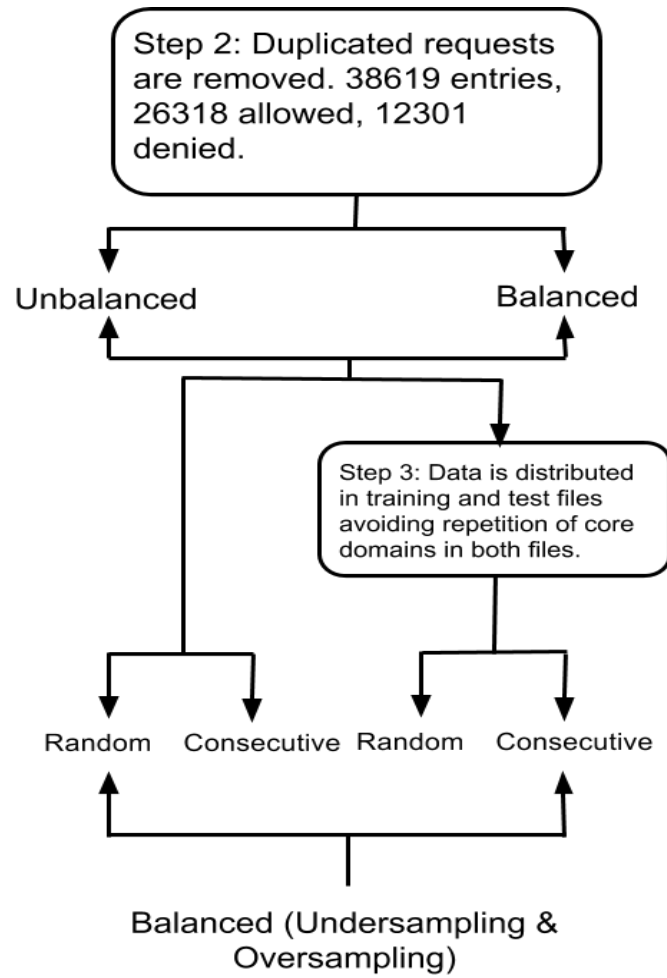 Step 2: Duplicated requests
are removed. 38619 entries,
26318 allowed, 12301
denied.
Unbalanced
Balanced
Step 3: Data is distributed
in training and test files
avoiding repetition of core
domains in both files.
Random
Consecutive
Random
Consecutive
Balanced (Undersampling &
Oversampling)